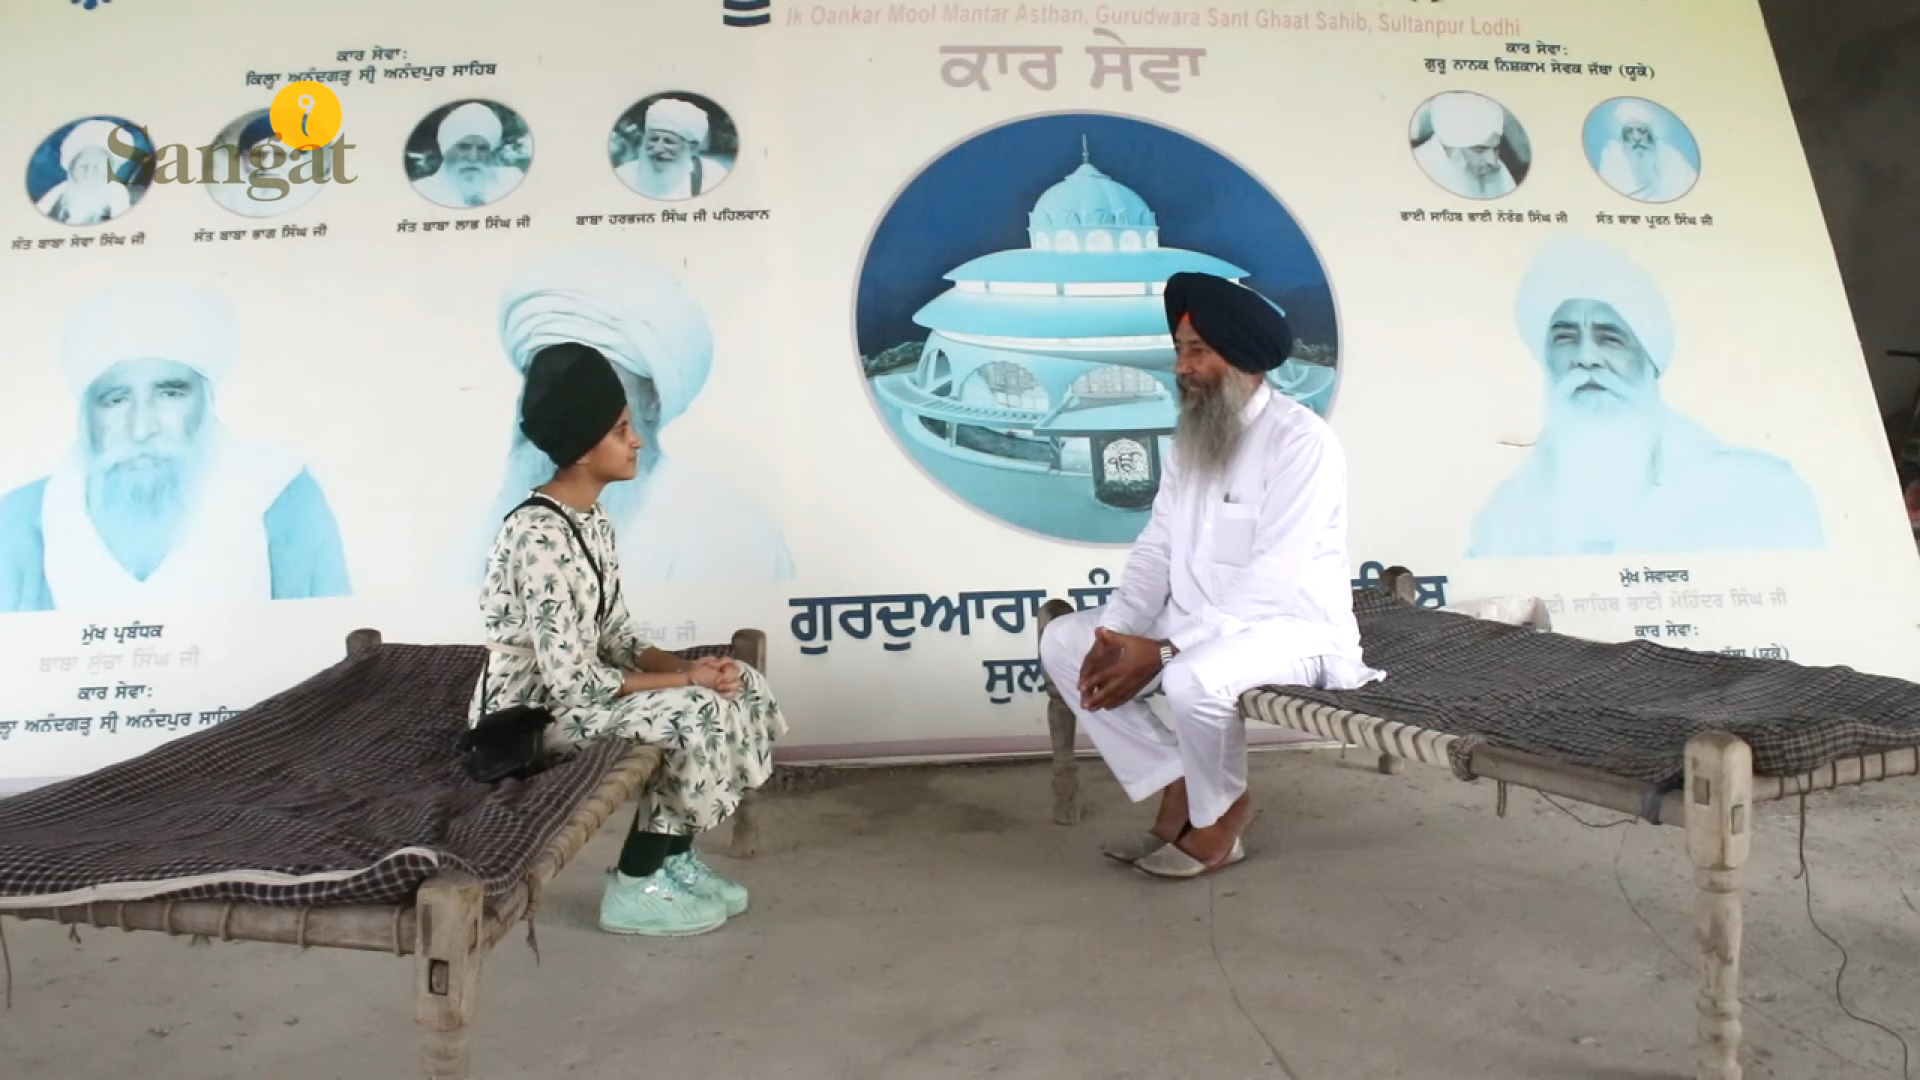 Ik Oankar Mool Mantar Asthan, Gurudwara Sant Ghaat Sahib, Sultanpur Lodhi
ਕਾਰ ਸੇਵਾ
ਕਾਰ ਸੇਵਾ:
ਕਿਲ੍ਹਾ ਅਨੰਦਗੜ੍ਹ ਸ੍ਰੀ ਅਨੰਦਪੁਰ ਸਾਹਿਬ
Sangat
ਸੰਤ ਬਾਬਾ ਸੇਵਾ ਸਿੰਘ ਜੀ
ਸੰਤ ਬਾਬਾ ਭਾਗ ਸਿੰਘ ਜੀ
ਸੰਤ ਬਾਬਾ ਲਾਭ ਸਿੰਘ ਜੀ
ਬਾਬਾ ਹਰਭਜਨ ਸਿੰਘ ਜੀ ਪਹਿਲਵਾਨ
ਕਾਰ ਸੇਵਾ:
ਗੁਰੂ ਨਾਨਕ ਨਿਸ਼ਕਾਮ ਸੇਵਕ ਜੱਥਾ (ਯੂਕੇ)
ਭਾਈ ਸਾਹਿਬ ਭਾਈ ਨੋਰੰਗ ਸਿੰਘ ਜੀ
ਸੰਤ ਬਾਬਾ ਪੂਰਨ ਸਿੰਘ ਜੀ
ਮੁੱਖ ਪ੍ਰਬੰਧਕ
ਬਾਬਾ ਸੁੱਚਾ ਸਿੰਘ ਜੀ
ਕਾਰ ਸੇਵਾ:
ਅਨੰਦਗੜ੍ਹ ਸ੍ਰੀ ਅਨੰਦਪੁਰ
ਸਿੰਘ ਜੀ
ਗੁਰਦੁਆਰਾ
ਮੁੱਖ ਸੇਵਾਦਾਰ
ਸਾਹਿਬ ਭਾਈ ਮੋਹਿੰਦਰ ਸਿੰਘ ਜੀ
ਕਾਰ ਸੇਵਾ:
(ਯੂਕੇ)